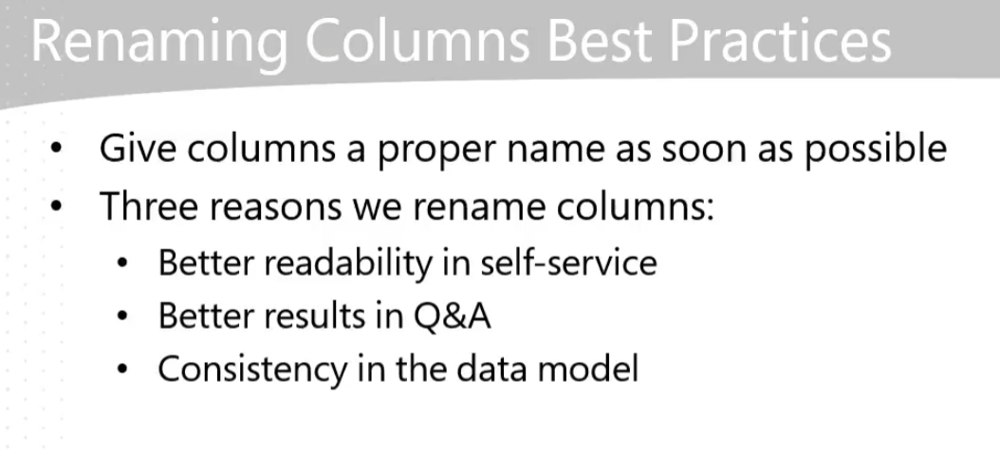 Renaming Columns Best Practices
• Give columns a proper name as soon as possible
• Three reasons we rename columns:
• Better readability in self-service
• Better results in Q&A
• Consistency in the data model